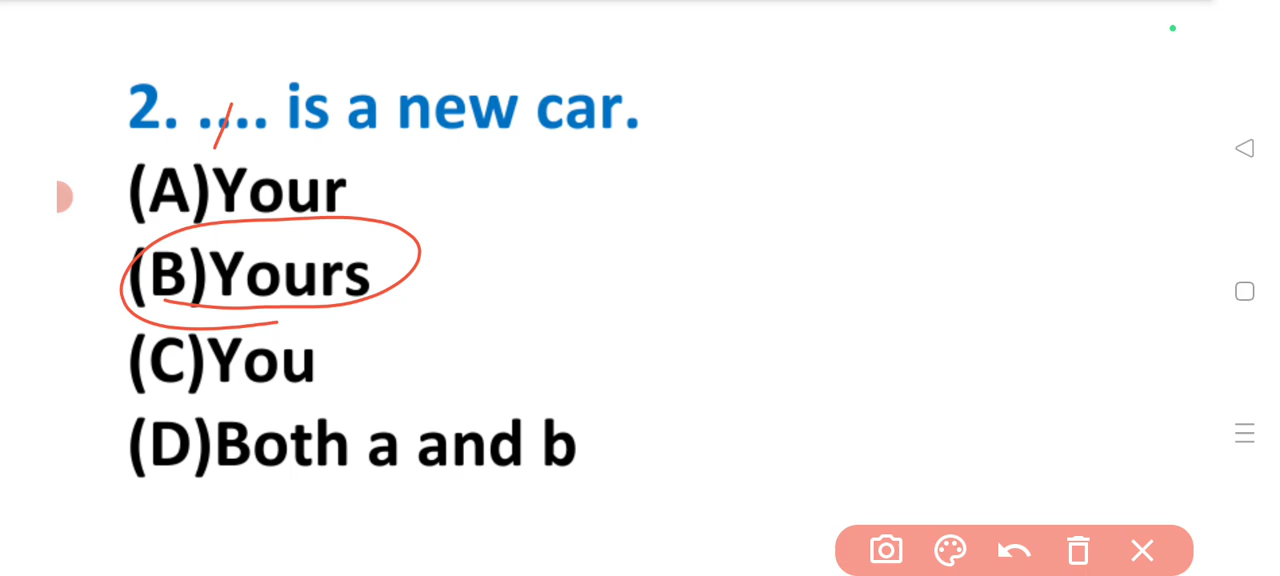 2. .... is a new car.
(A)Your
(B)Yours
(C)You
(D)Both a and b